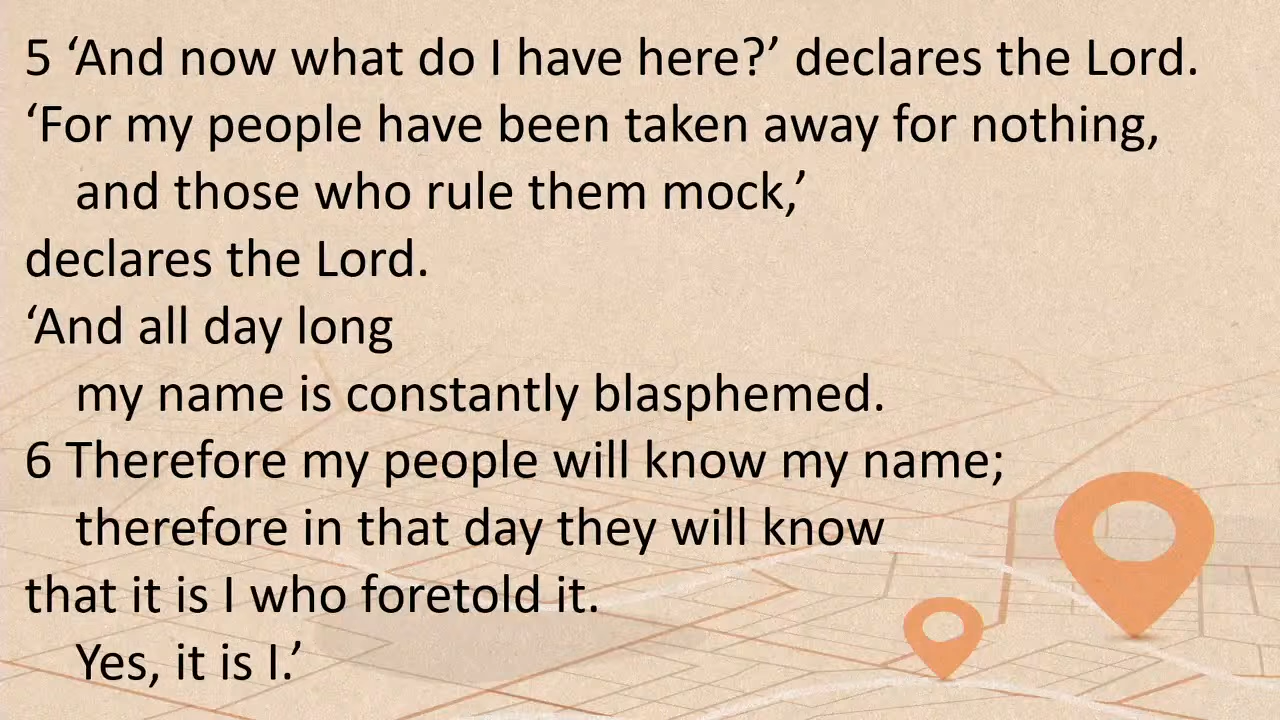 5 ‘And now what do I have here?’ declares the Lord.
‘For my people have been taken away for nothing,
and those who rule them mock,’
declares the Lord.
‘And all day long
my name is constantly blasphemed.
6 Therefore my people will know my name;
therefore in that day they will know
that it is I who foretold it.
Yes, it is I.’